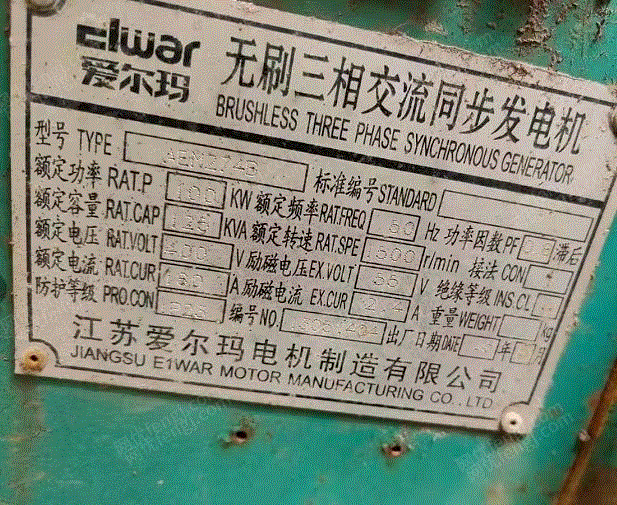 E1war
爱尔玛
无刷三相交流同步发电机
BRUSHLESS THREE PHASE SYNCHRONOUS GENERATOR
型号 TYPE 标准编号 STANDARD
额定功率 RAT.P 100 KW 额定频率 RAT.FREQ 50 Hz 功率因数 PF 滞后
额定容量 RAT.CAP 125 KVA 额定转速 RAT.SPE 1500 r/min 接法 CON
额定电压 RAT.VOLT 400 V 励磁电压 EX.VOLT V 绝缘等级 INS.CL
额定电流 RAT.CUR 180 A 励磁电流 EX.CUR A 重量 WEIGHT kg
防护等级 PRO.CON 编号 NO. 出厂日期 DATE 年 月
江苏爱尔玛电机制造有限公司
JIANGSU E1WAR MOTOR MANUFACTURING CO.,LTD